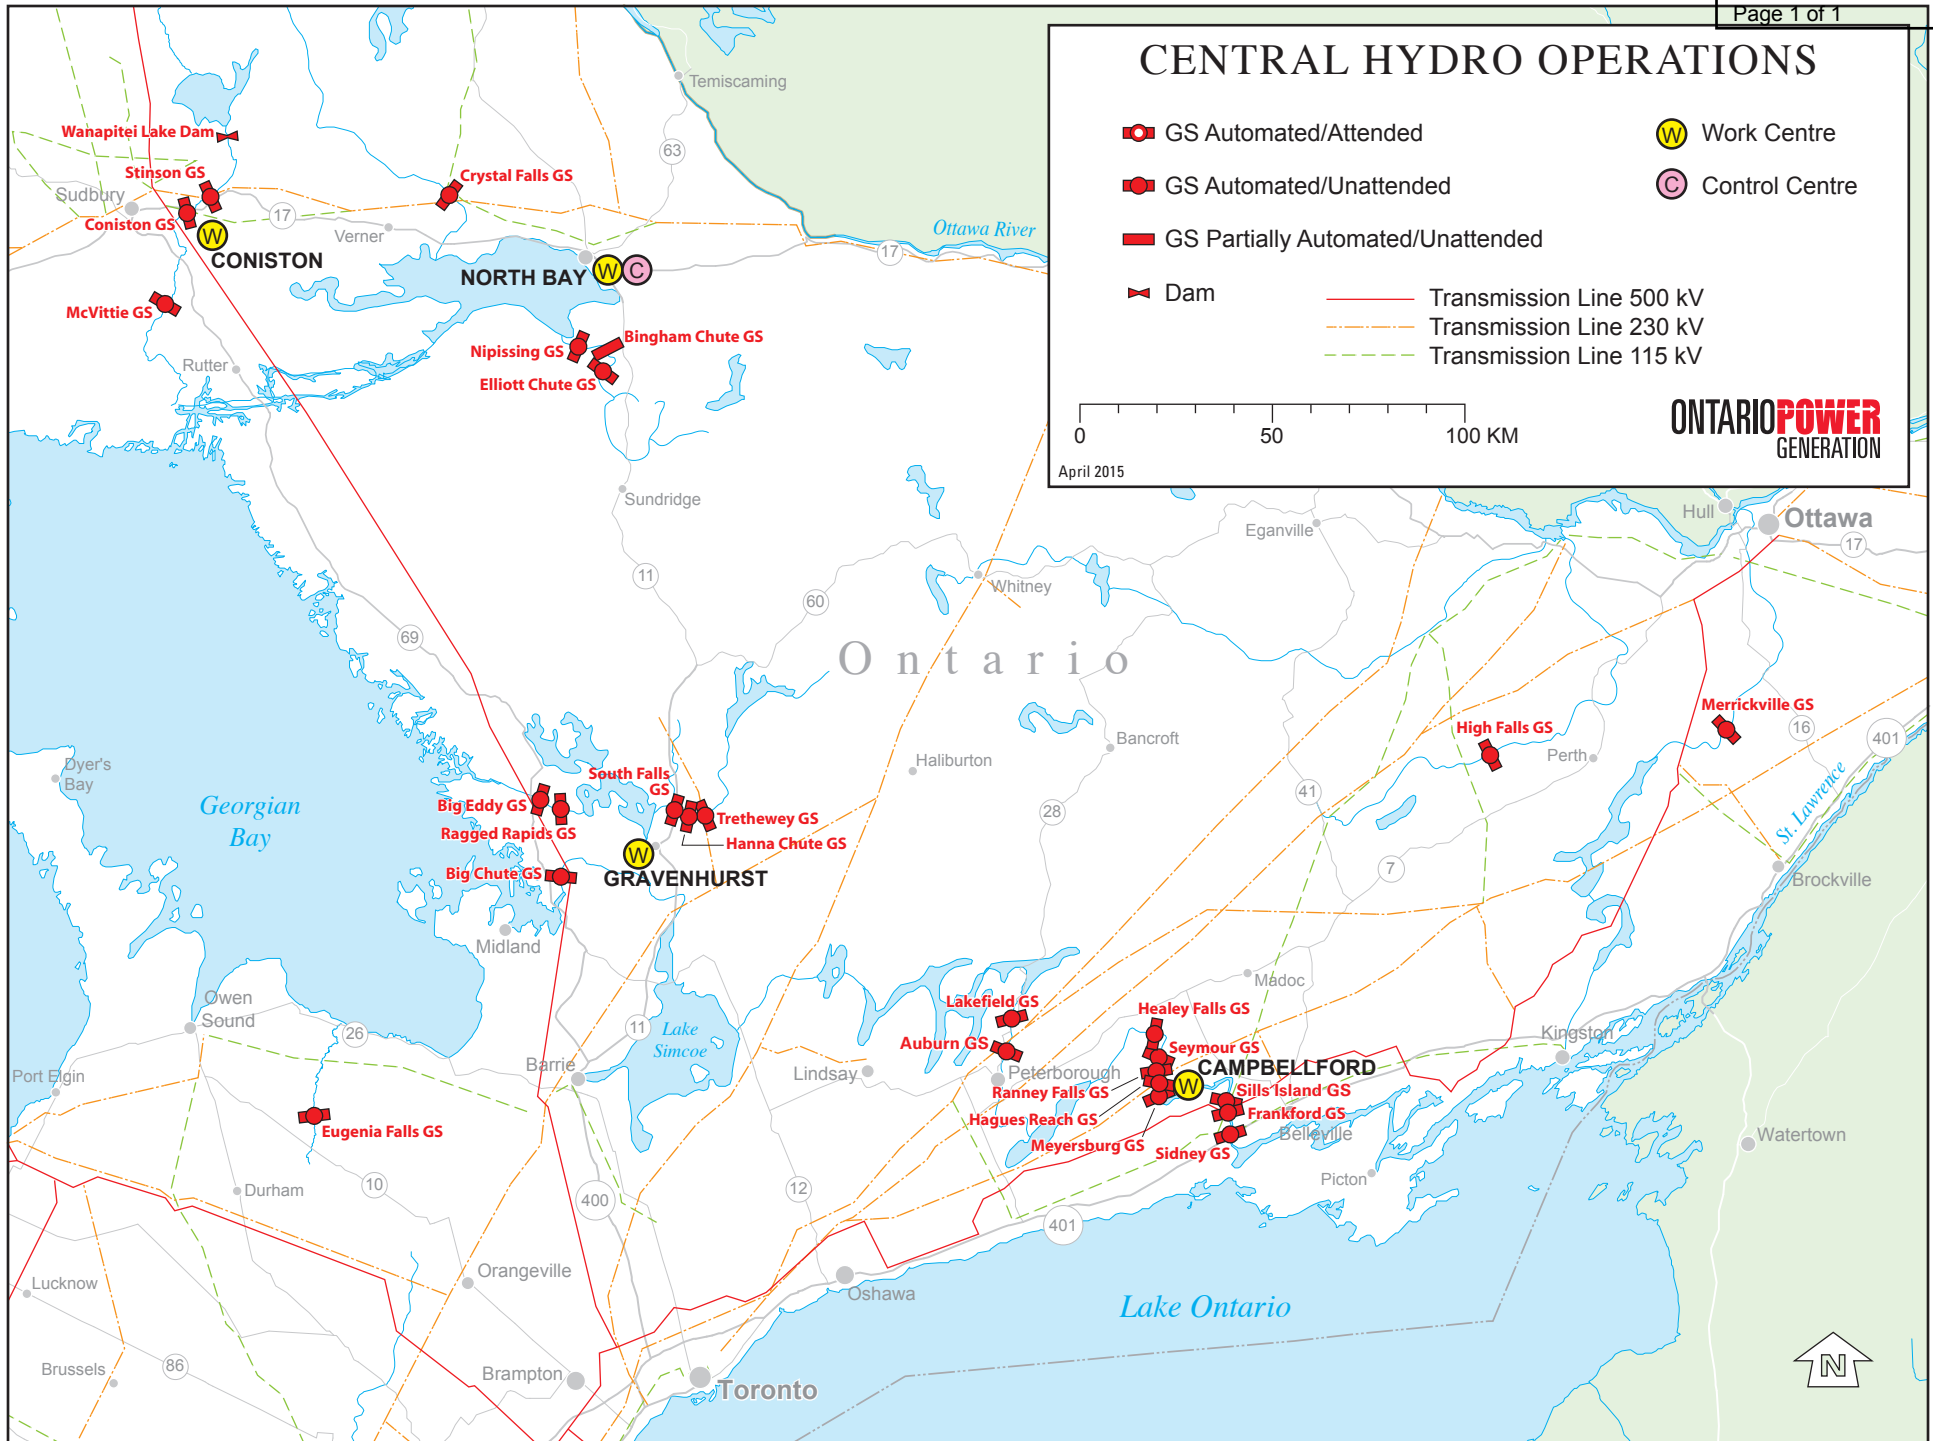 Page 1 of 1
CENTRAL HYDRO OPERATIONS
GS Automated/Attended
GS Automated/Unattended
GS Partially Automated/Unattended
Dam
W Work Centre
C Control Centre
Transmission Line 500 kV
Transmission Line 230 kV
Transmission Line 115 kV
0 50 100 KM
ONTARIOPOWER
GENERATION
April 2015
Temiscaming
63
Wanapitei Lake Dam
Stinson GS
Sudbury
Coniston GS
W
CONISTON
17
Verner
Crystal Falls GS
Ottawa River
17
NORTH BAY
W
C
McVittie GS
Rutter
Nipissing GS
Bingham Chute GS
Elliott Chute GS
Sundridge
11
Whitney
60
Eganville
Hull
Ottawa
17
69
Ontario
Bancroft
Haliburton
28
41
7
High Falls GS
Perth
Merrickville GS
16
401
St. Lawrence
Brockville
Dyer's
Bay
Georgian
Bay
South Falls
GS
Big Eddy GS
Ragged Rapids GS
Trethewey GS
Hanna Chute GS
W
GRAVENHURST
Big Chute GS
Midland
Owen
Sound
26
11
Lake
Simcoe
Barrie
Port Elgin
Eugenia Falls GS
Durham
10
400
12
Lindsay
Lakefield GS
Auburn GS
Peterborough
Healey Falls GS
Seymour GS
CAMPBELLFORD
W
Ranney Falls GS
Hagues Reach GS
Meyersburg GS
Sills Island GS
Frankford GS
Belleville
Sidney GS
Madoc
Kingston
Picton
Watertown
401
Lucknow
Orangeville
Oshawa
Lake Ontario
Brussels
86
Brampton
Toronto
N